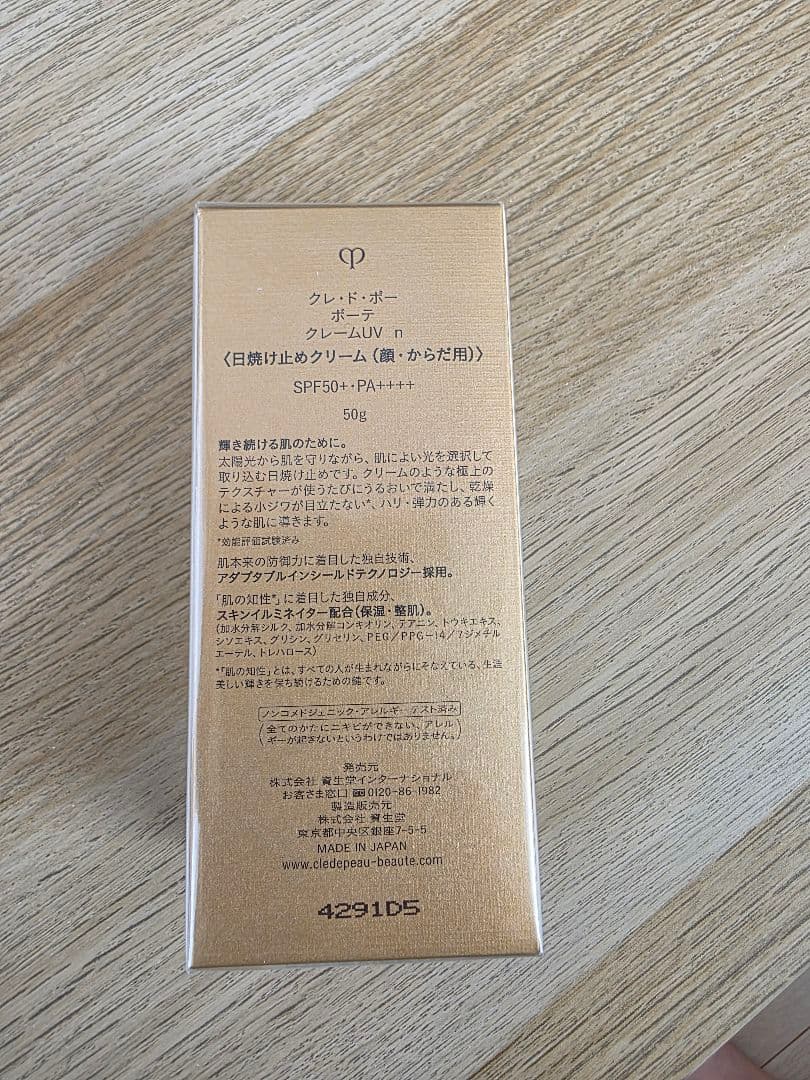 クレ・ド・ポー
ボーテ
クレームUV n
〈日焼け止めクリーム（顔・からだ用）〉
SPF50+・PA++++
50g
輝き続ける肌のために。
太陽光から肌を守りながら、肌によい光を選択して
取り込む日焼け止めです。クリームのような極上の
テクスチャーが使うたびにうるおいで満たし、乾燥
による小ジワが目立たない*、ハリ・弾力のある輝く
ような肌に導きます。
*効能評価試験済み
肌本来の防御力に着目した独自技術、
アダプタブルインシールドテクノロジー採用。
「肌の知性*」に着目した独自成分、
スキンイルミネイター配合（保湿・整肌）。
（加水分解シルク、加水分解コンキオリン、テアニン、トウキエキス、
シソエキス、グリシン、グリセリン、PEG／PPG-14／7ジメチル
エーテル、トレハロース）
*「肌の知性」とは、すべての人が生まれながらにそなえている、生涯
美しい輝きを保ち続けるための鍵です。
ノンコメドジェニック・アレルギーテスト済み
（全てのかたにニキビができない、アレル
ギーが起きないというわけではありません。）
発売元
株式会社 資生堂インターナショナル
お客さま窓口 0120-86-1982
製造販売元
株式会社 資生堂
東京都中央区銀座7-5-5
MADE IN JAPAN
www.cledepeau-beaute.com
4291D5